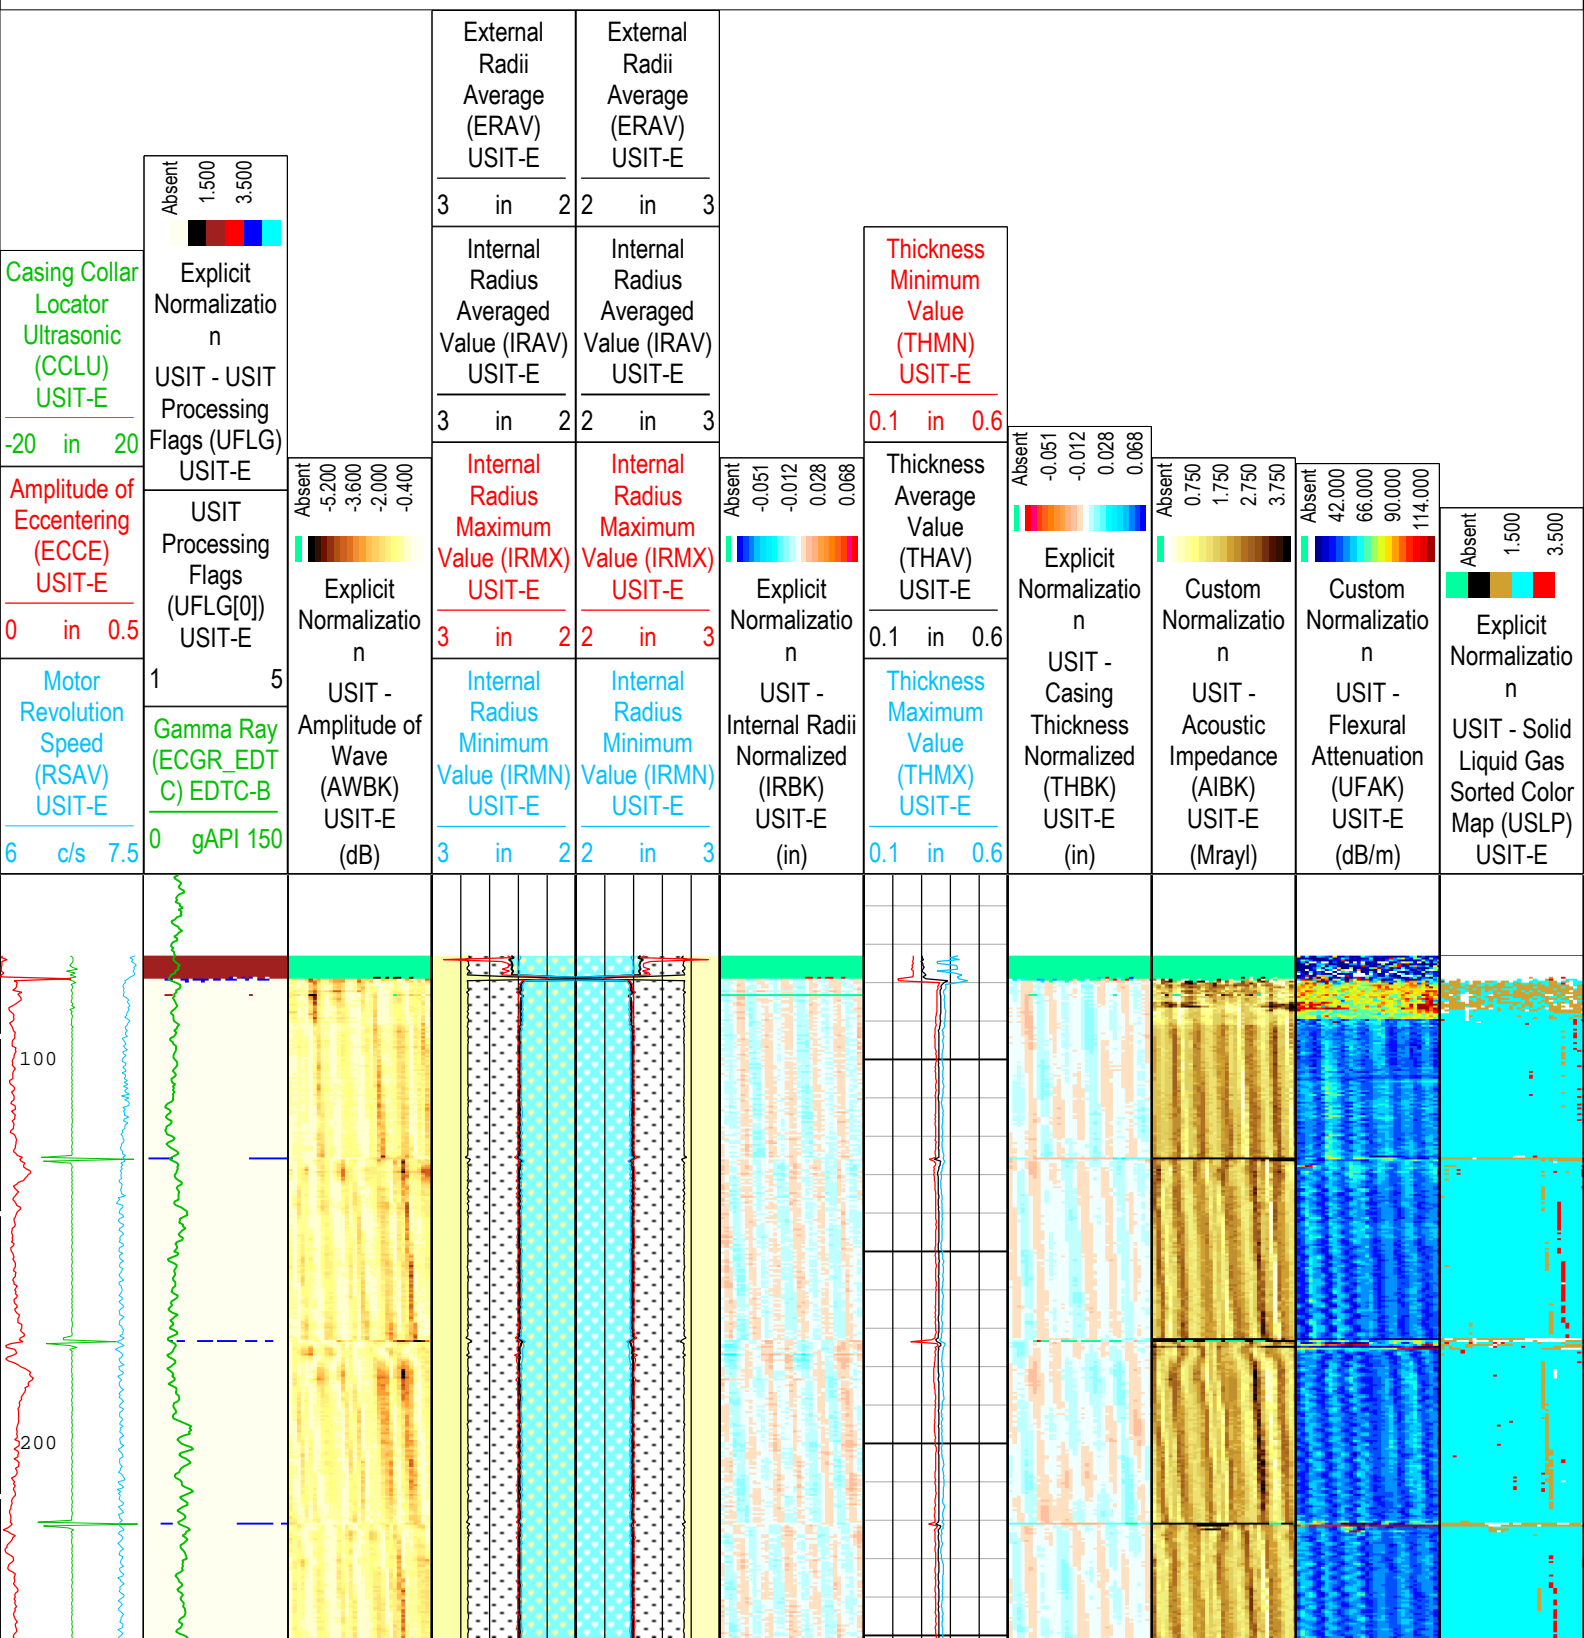 Casing Collar
Locator
Ultrasonic
(CCLU)
USIT-E
-20 in 20
Amplitude of
Eccentering
(ECCE)
USIT-E
0 in 0.5
Motor
Revolution
Speed
(RSAV)
USIT-E
6 c/s 7.5
Absent
1.500
3.500
Explicit
Normalizatio
n
USIT - USIT
Processing
Flags (UFLG)
USIT-E
USIT
Processing
Flags
(UFLG[0])
USIT-E
1 5
Gamma Ray
(ECGR_EDT
C) EDTC-B
0 gAPI 150
Absent
-5.200
-3.600
-2.000
-0.400
Explicit
Normalizatio
n
USIT -
Amplitude of
Wave
(AWBK)
USIT-E
(dB)
External
Radii
Average
(ERAV)
USIT-E
3 in 2
Internal
Radius
Averaged
Value (IRAV)
USIT-E
3 in 2
Internal
Radius
Maximum
Value (IRMX)
USIT-E
3 in 2
Internal
Radius
Minimum
Value (IRMN)
USIT-E
3 in 2
External
Radii
Average
(ERAV)
USIT-E
2 in 3
Internal
Radius
Averaged
Value (IRAV)
USIT-E
2 in 3
Internal
Radius
Maximum
Value (IRMX)
USIT-E
2 in 3
Internal
Radius
Minimum
Value (IRMN)
USIT-E
2 in 3
Absent
-0.051
-0.012
0.028
0.068
Explicit
Normalizatio
n
USIT -
Internal Radii
Normalized
(IRBK)
USIT-E
(in)
Thickness
Minimum
Value
(THMN)
USIT-E
0.1 in 0.6
Thickness
Average
Value
(THAV)
USIT-E
0.1 in 0.6
Thickness
Maximum
Value
(THMX)
USIT-E
0.1 in 0.6
Absent
-0.051
-0.012
0.028
0.068
Explicit
Normalizatio
n
USIT -
Casing
Thickness
Normalized
(THBK)
USIT-E
(in)
Absent
0.750
1.750
2.750
3.750
Custom
Normalizatio
n
USIT -
Acoustic
Impedance
(AIBK)
USIT-E
(Mrayl)
Absent
42.000
66.000
90.000
114.000
Custom
Normalizatio
n
USIT -
Flexural
Attenuation
(UFAK)
USIT-E
(dB/m)
Absent
1.500
3.500
Explicit
Normalizatio
n
USIT - Solid
Liquid Gas
Sorted Color
Map (USLP)
USIT-E
100
200